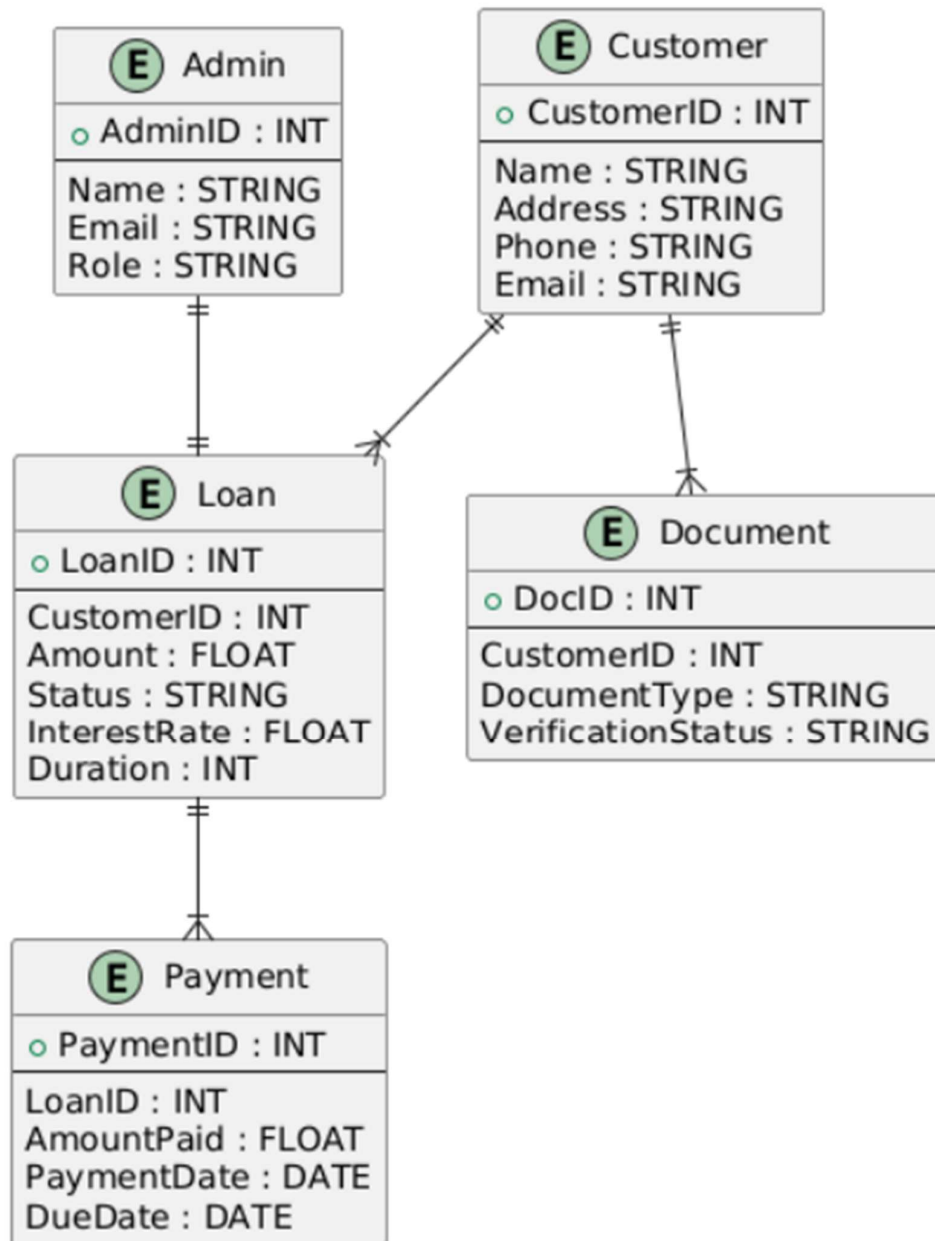 E Admin
AdminID : INT
Name : STRING
Email : STRING
Role : STRING
E Customer
CustomerID : INT
Name : STRING
Address : STRING
Phone : STRING
Email : STRING
E Loan
LoanID : INT
CustomerID : INT
Amount : FLOAT
Status : STRING
InterestRate : FLOAT
Duration : INT
E Document
DocID : INT
CustomerID : INT
DocumentType : STRING
VerificationStatus : STRING
E Payment
PaymentID : INT
LoanID : INT
AmountPaid : FLOAT
PaymentDate : DATE
DueDate : DATE